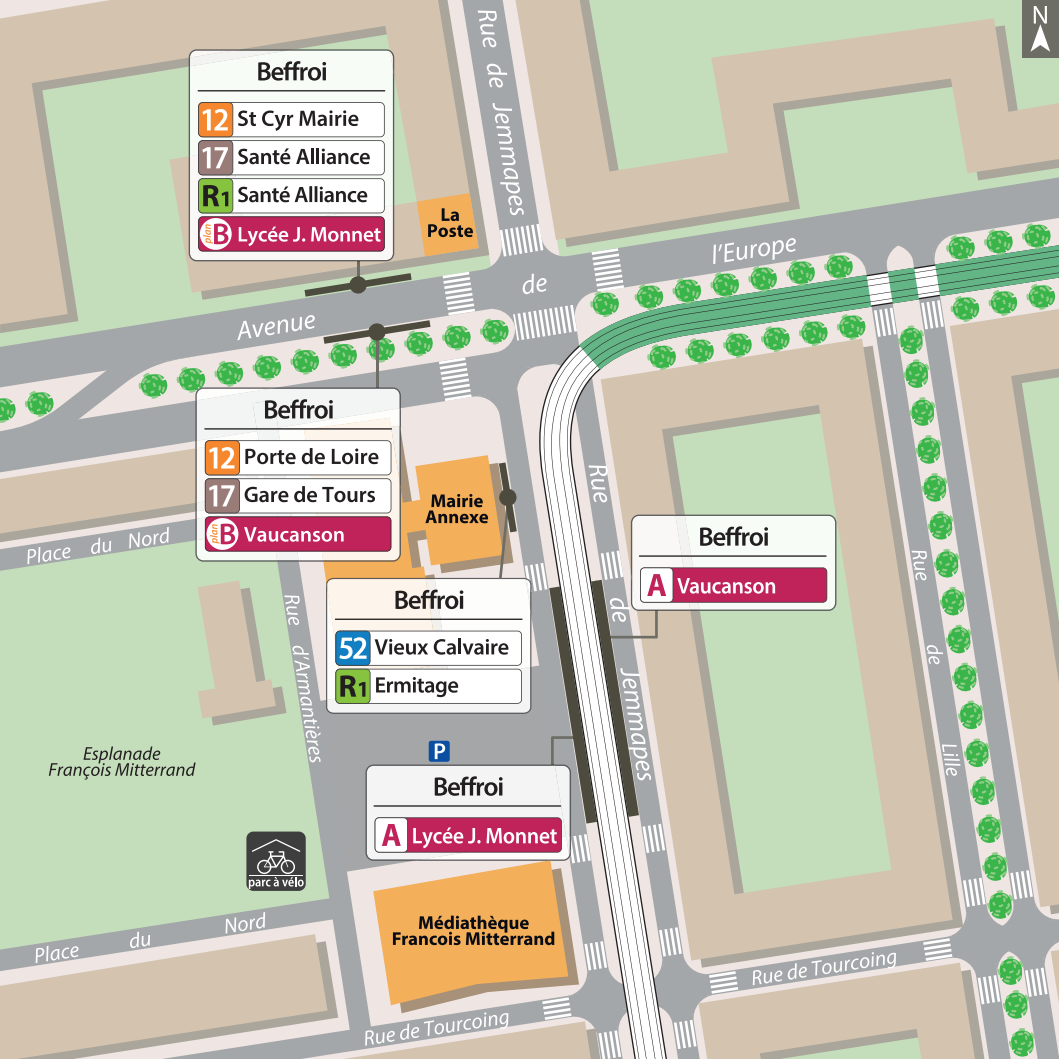 N
Rue de Jemmapes
Beffroi
12 St Cyr Mairie
17 Santé Alliance
R1 Santé Alliance
plan B Lycée J. Monnet
La
Poste
Avenue de l'Europe
Beffroi
12 Porte de Loire
17 Gare de Tours
plan B Vaucanson
Mairie
Annexe
Place du Nord
Rue d'Armantières
Beffroi
52 Vieux Calvaire
R1 Ermitage
Beffroi
A Vaucanson
Rue de Jemmapes
Rue de Lille
Esplanade
François Mitterrand
P
Beffroi
A Lycée J. Monnet
parc à vélo
Médiathèque
Francois Mitterrand
Place du Nord
Rue de Tourcoing
Rue de Tourcoing